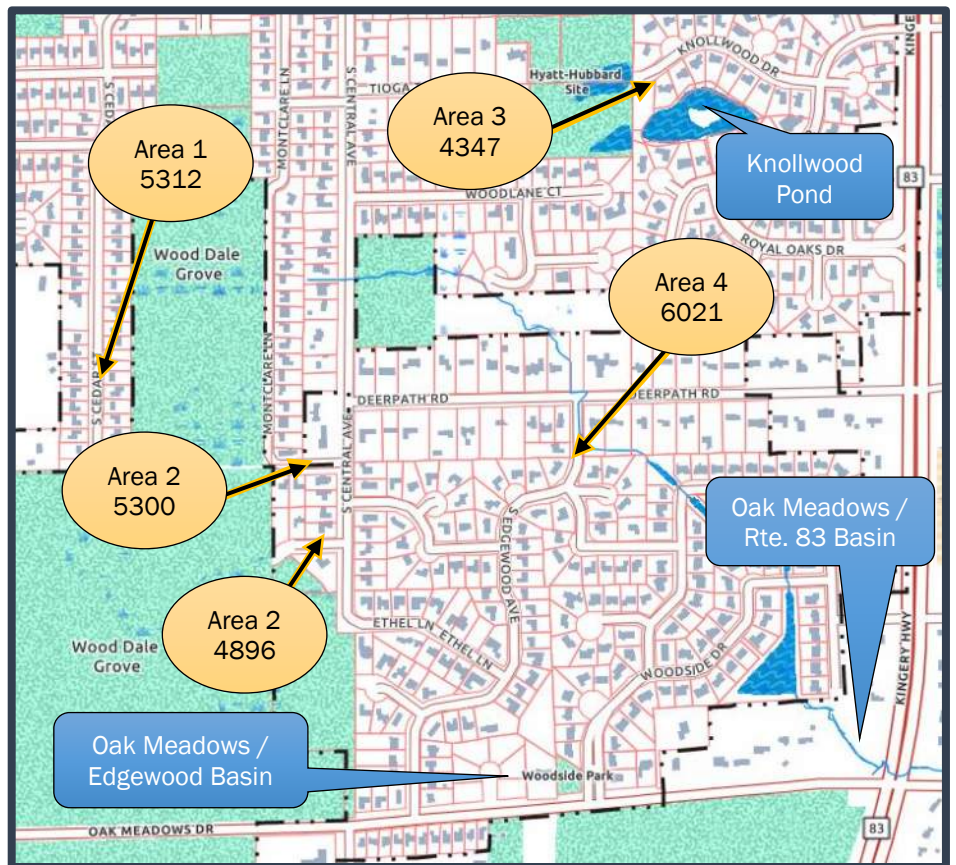 KNOLLWOOD DR
KINGE
Hyatt-Hubbard
Site
S CEDA
MONTCLARE LN
S CENTRAL AVE
TIOGA
Area 3
4347
Area 1
5312
Knollwood
Pond
83
WOODLANE CT
ROYAL OAKS DR
Wood Dale
Grove
Area 4
6021
MONTCLARE LN
S CEDAR S
DEERPATH RD
DEERPATH RD
S CENTRAL AVE
Area 2
5300
Oak Meadows /
Rte. 83 Basin
S EDGEWOOD AVE
Area 2
4896
ETHEL LN
ETHEL LN
Wood Dale
Grove
WOODSIDE DR
KINGERY HWY
Oak Meadows /
Edgewood Basin
Woodside Park
OAK MEADOWS DR
83